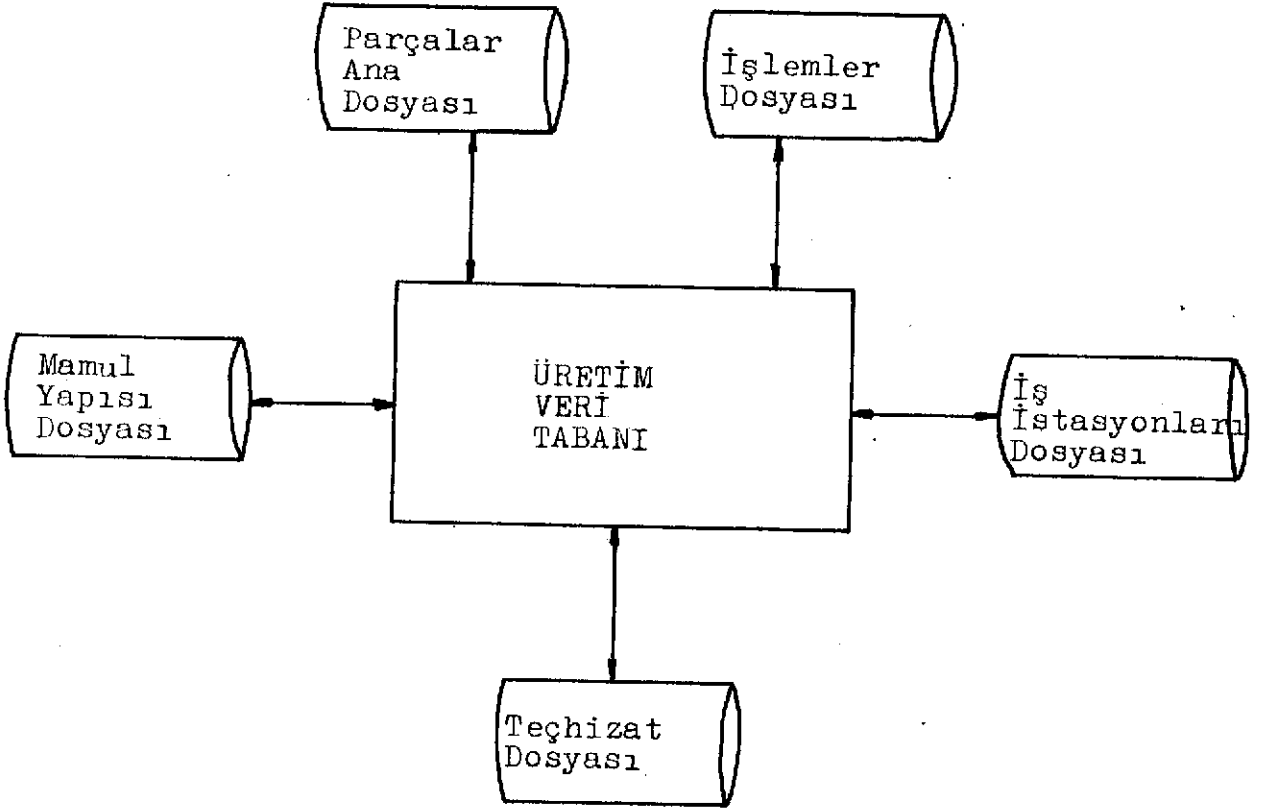 Parçalar
Ana
Dosyası
İşlemler
Dosyası
Mamul
Yapısı
Dosyası
ÜRETİM
VERİ
TABANI
İş
İstasyonları
Dosyası
Teçhizat
Dosyası